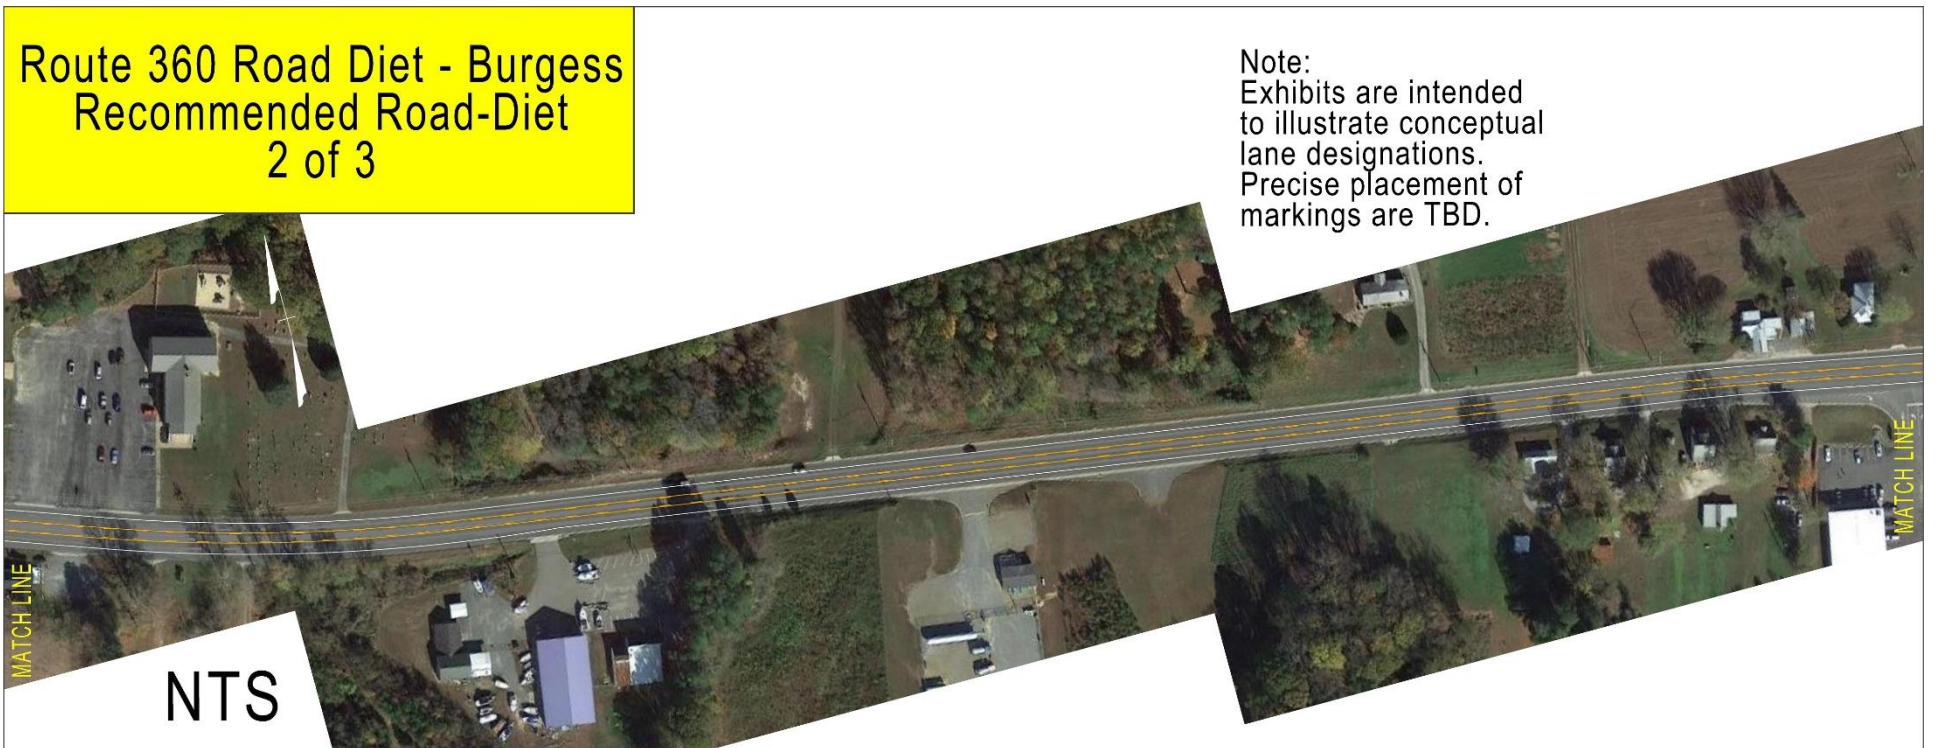 Route 360 Road Diet - Burgess
Recommended Road-Diet
2 of 3
Note:
Exhibits are intended
to illustrate conceptual
lane designations.
Precise placement of
markings are TBD.
MATCH LINE
MATCH LINE
NTS